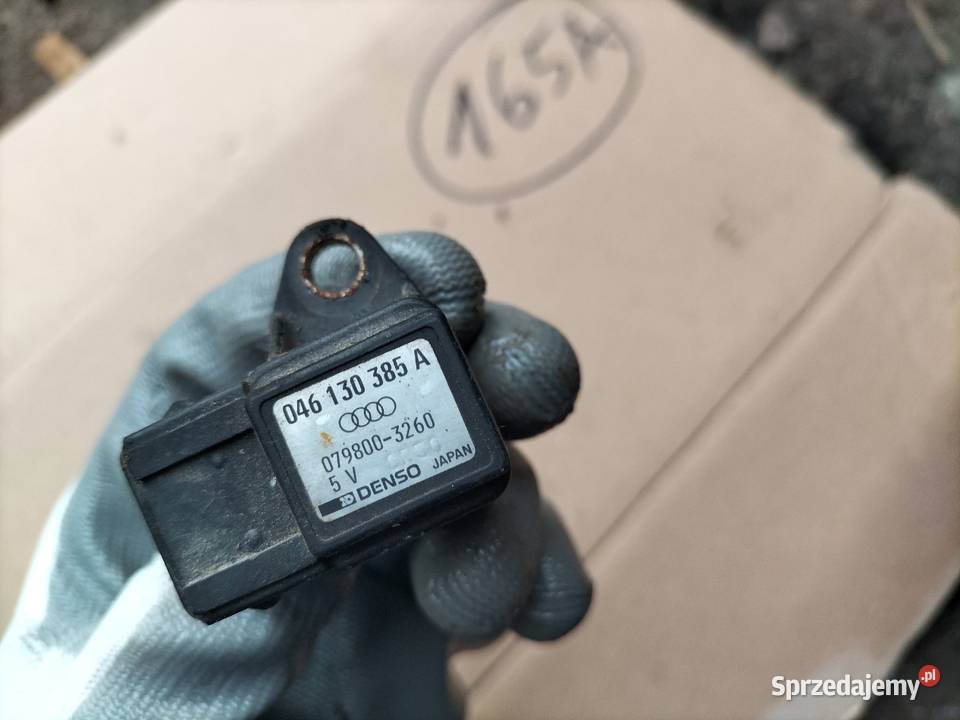 165A
046 130 385 A
079800-3260
5 V
DENSO JAPAN
Sprzedajemy.pl